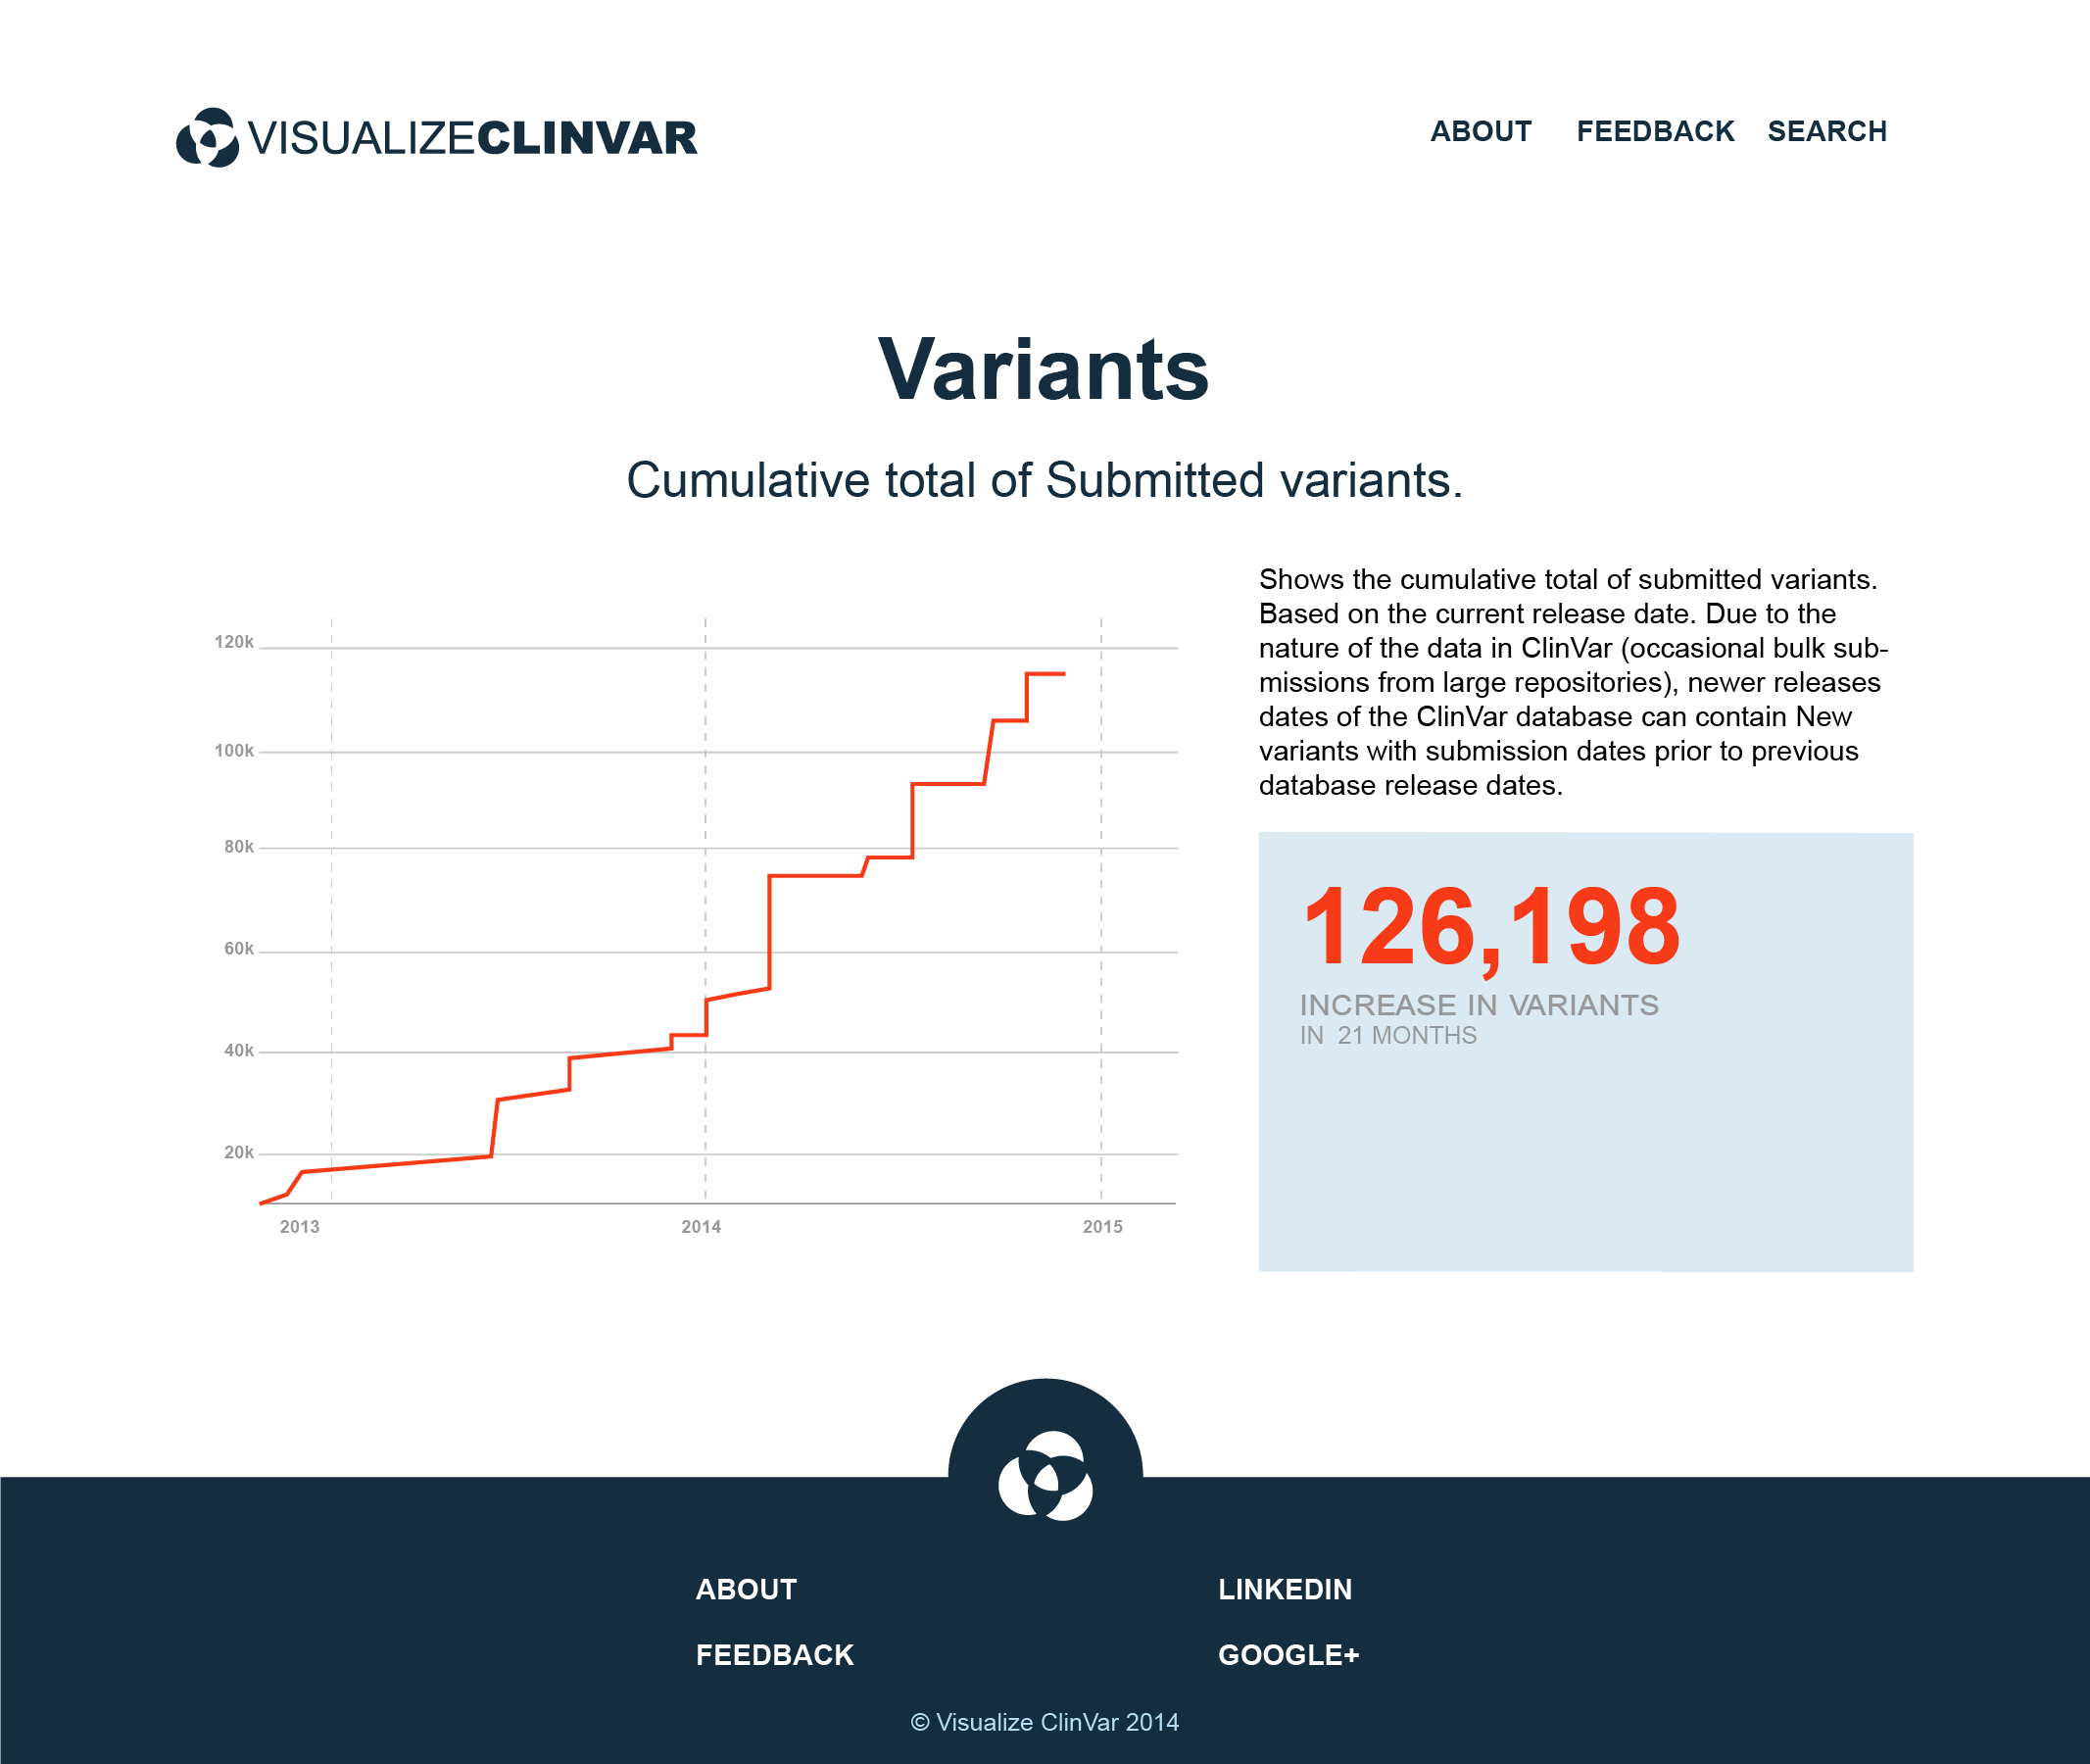 VISUALIZECLINVAR
ABOUT FEEDBACK SEARCH
Variants
Cumulative total of Submitted variants.
120k
100k
80k
60k
40k
20k
2013 2014 2015
Shows the cumulative total of submitted variants.
Based on the current release date. Due to the
nature of the data in ClinVar (occasional bulk sub-
missions from large repositories), newer releases
dates of the ClinVar database can contain New
variants with submission dates prior to previous
database release dates.
126,198
INCREASE IN VARIANTS
IN 21 MONTHS
ABOUT
FEEDBACK
LINKEDIN
GOOGLE+
© Visualize ClinVar 2014